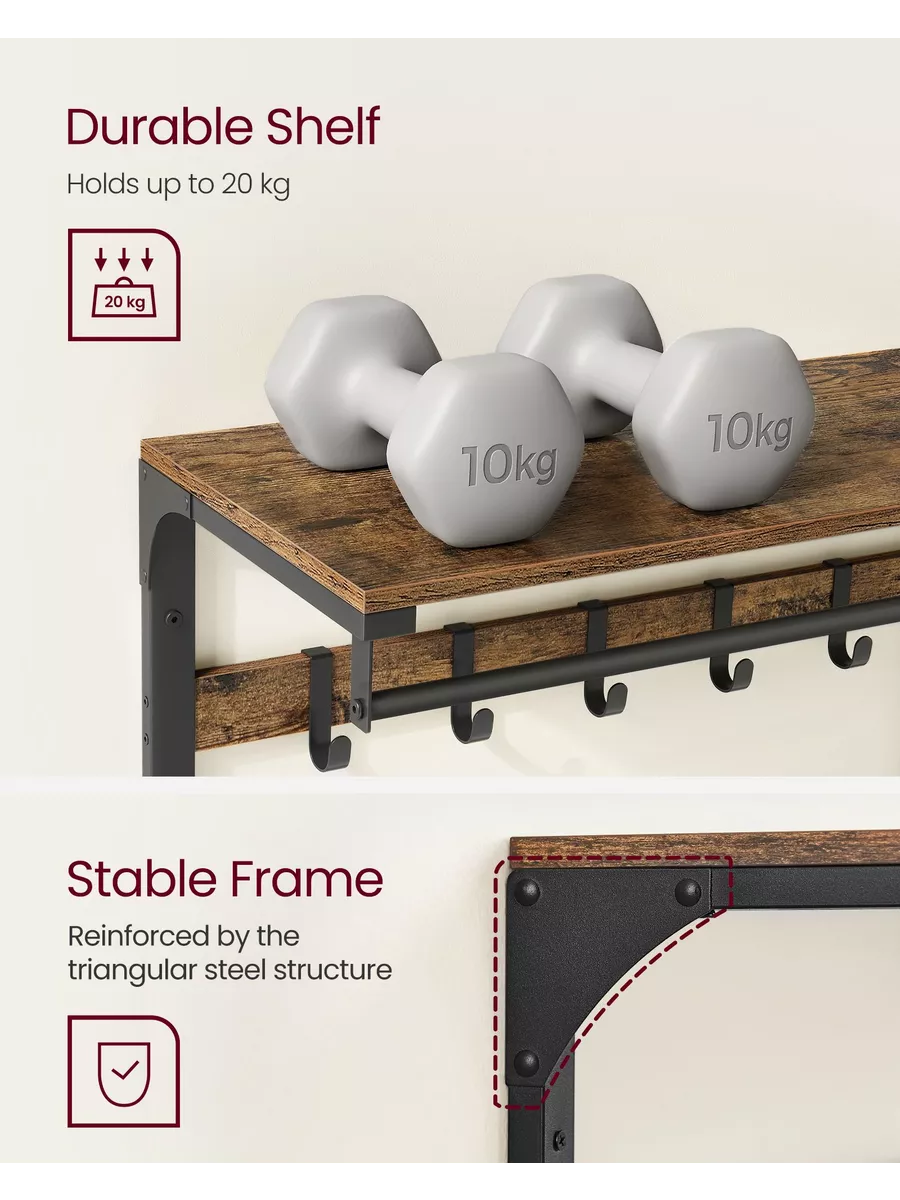 Durable Shelf
Holds up to 20 kg
20 kg
10kg
10kg
Stable Frame
Reinforced by the
triangular steel structure